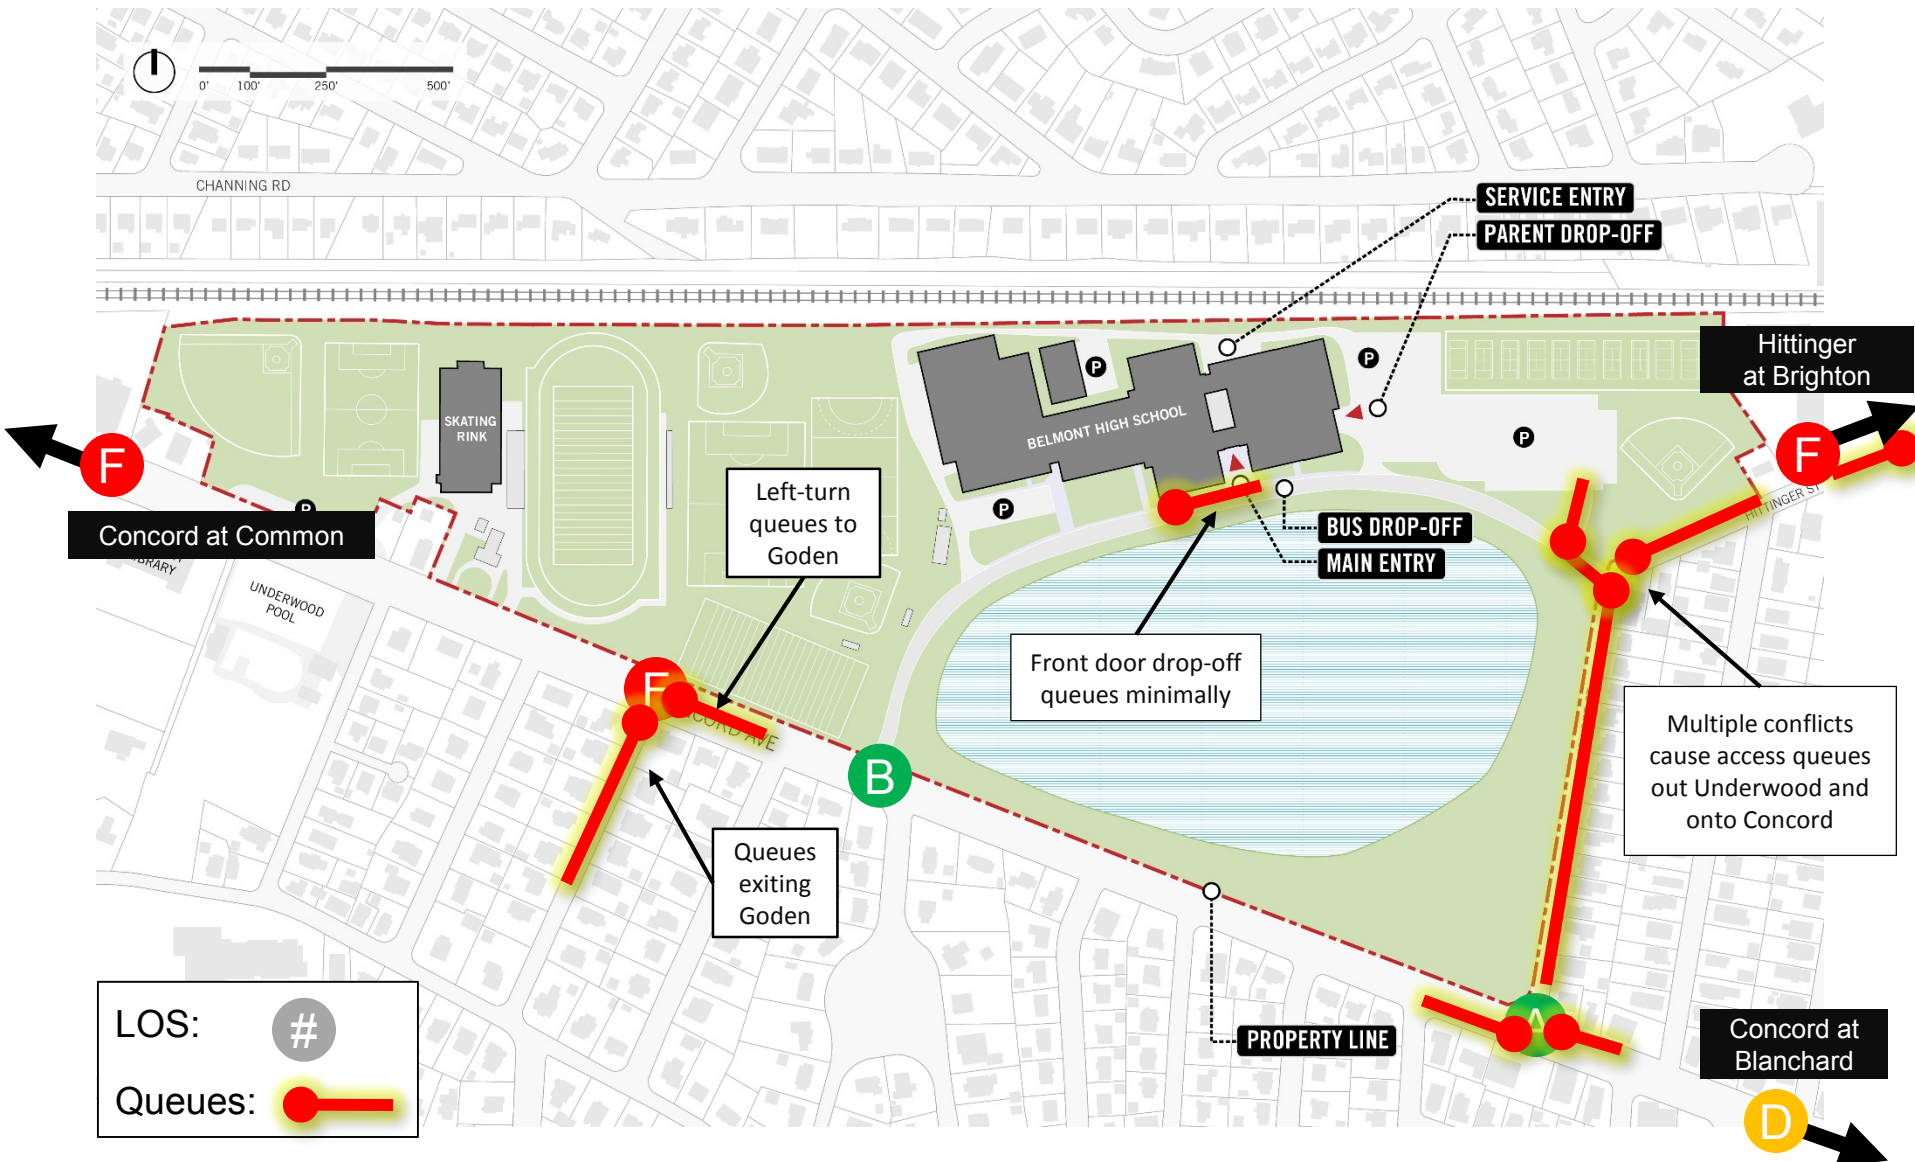 0'
100'
250'
500'
CHANNING RD
SERVICE ENTRY
PARENT DROP-OFF
Hittinger
at Brighton
P
P
SKATING
RINK
BELMONT HIGH SCHOOL
P
F
F
Left-turn
queues to
Goden
P
P
HITTINGER ST
Concord at Common
BUS DROP-OFF
MAIN ENTRY
UNDERWOOD
POOL
Front door drop-off
queues minimally
F
Multiple conflicts
cause access queues
out Underwood and
onto Concord
B
Queues
exiting
Goden
LOS:
#
A
PROPERTY LINE
Concord at
Blanchard
Queues:
D